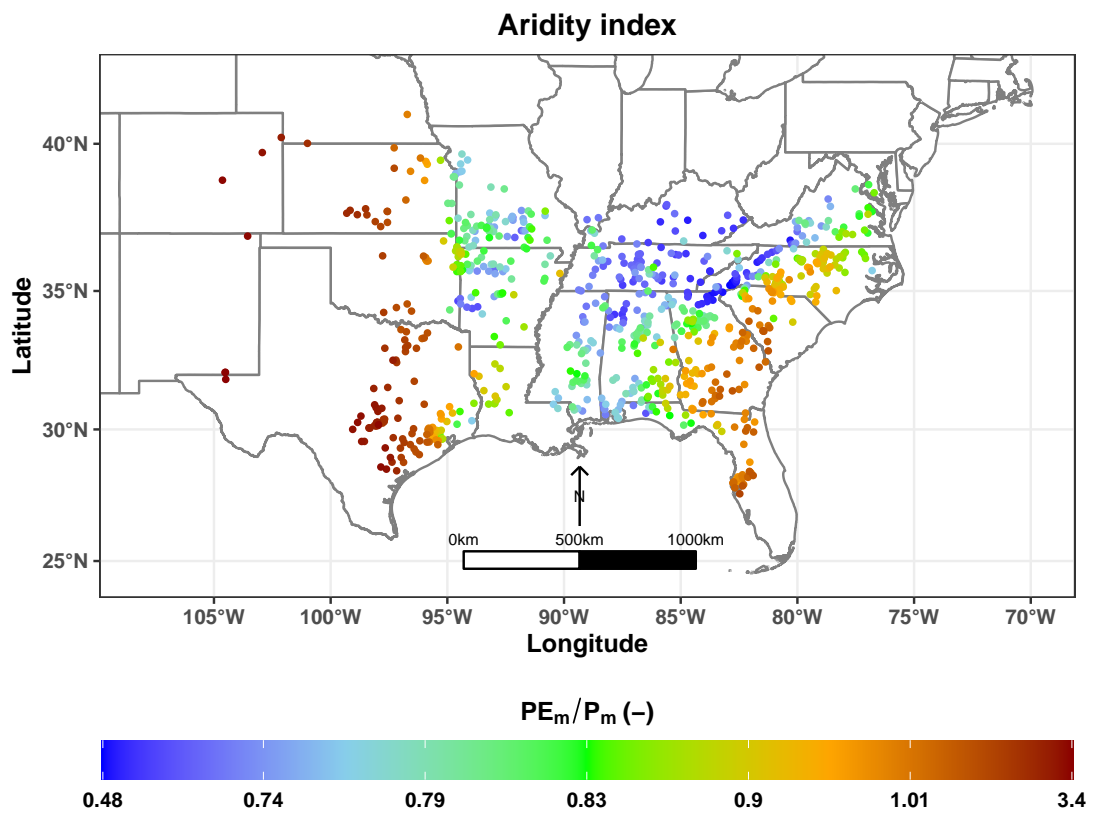 Aridity index
40°N
35°N
30°N
25°N
Latitude
N
0km 500km 1000km
105°W 100°W 95°W 90°W 85°W 80°W 75°W 70°W
Longitude
PEm/Pm (–)
0.48 0.74 0.79 0.83 0.9 1.01 3.4